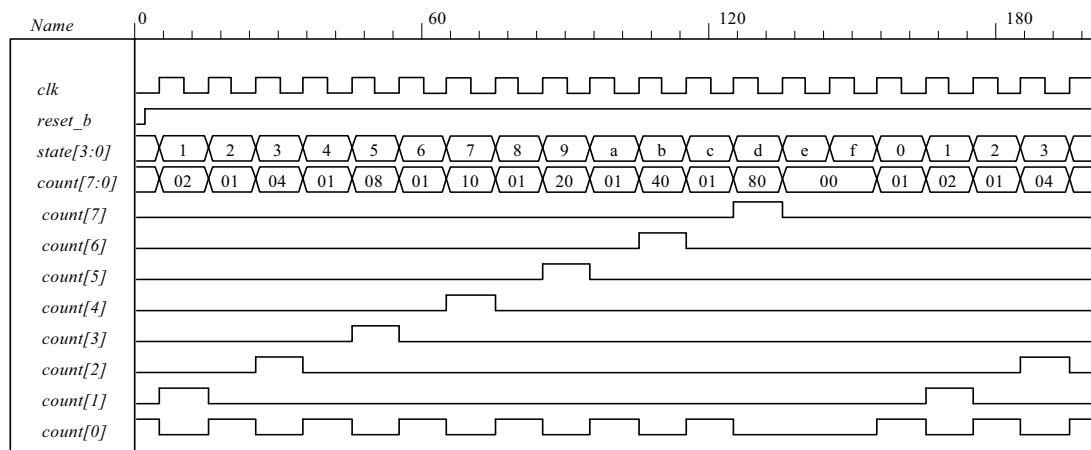 Name 0 60 120 180
clk
reset_b
state[3:0] 1 2 3 4 5 6 7 8 9 a b c d e f 0 1 2 3
count[7:0] 02 01 04 01 08 01 10 01 20 01 40 01 80 00 01 02 01 04
count[7]
count[6]
count[5]
count[4]
count[3]
count[2]
count[1]
count[0]